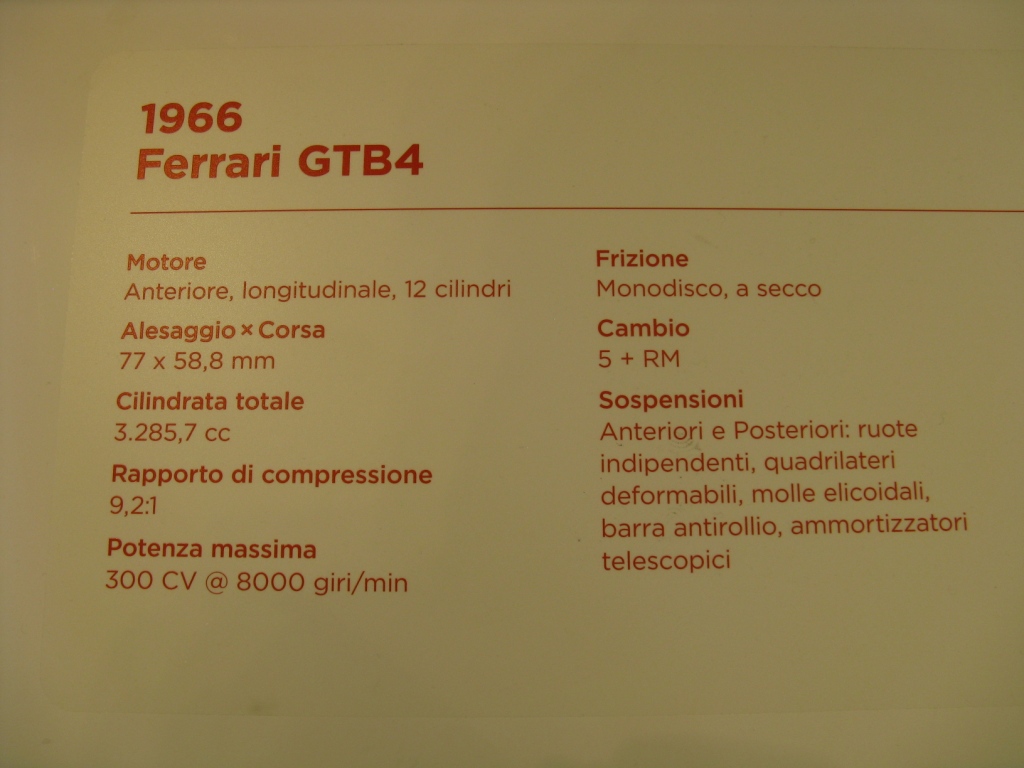 1966
Ferrari GTB4
Motore
Anteriore, longitudinale, 12 cilindri
Alesaggio × Corsa
77 x 58,8 mm
Cilindrata totale
3.285,7 cc
Rapporto di compressione
9,2:1
Potenza massima
300 CV @ 8000 giri/min
Frizione
Monodisco, a secco
Cambio
5 + RM
Sospensioni
Anteriori e Posteriori: ruote
indipendenti, quadrilateri
deformabili, molle elicoidali,
barra antirollio, ammortizzatori
telescopici